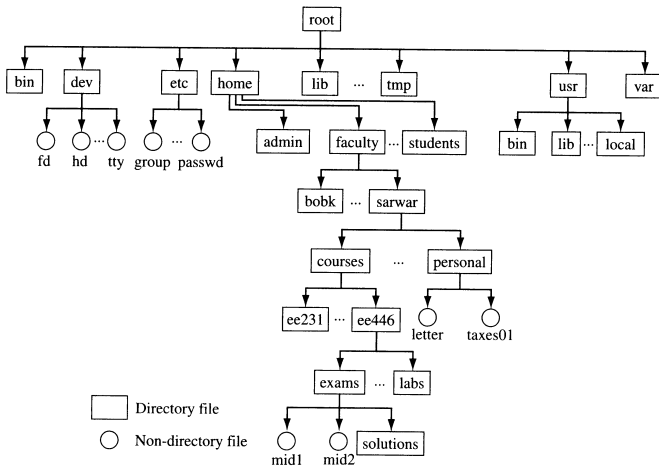 root
bin dev etc home lib ... tmp usr var
fd hd ... tty group ... passwd admin faculty ... students bin lib ... local
bobk ... sarwar
courses ... personal
ee231 ... ee446 letter taxes01
exams ... labs
mid1 mid2 solutions
Directory file
Non-directory file